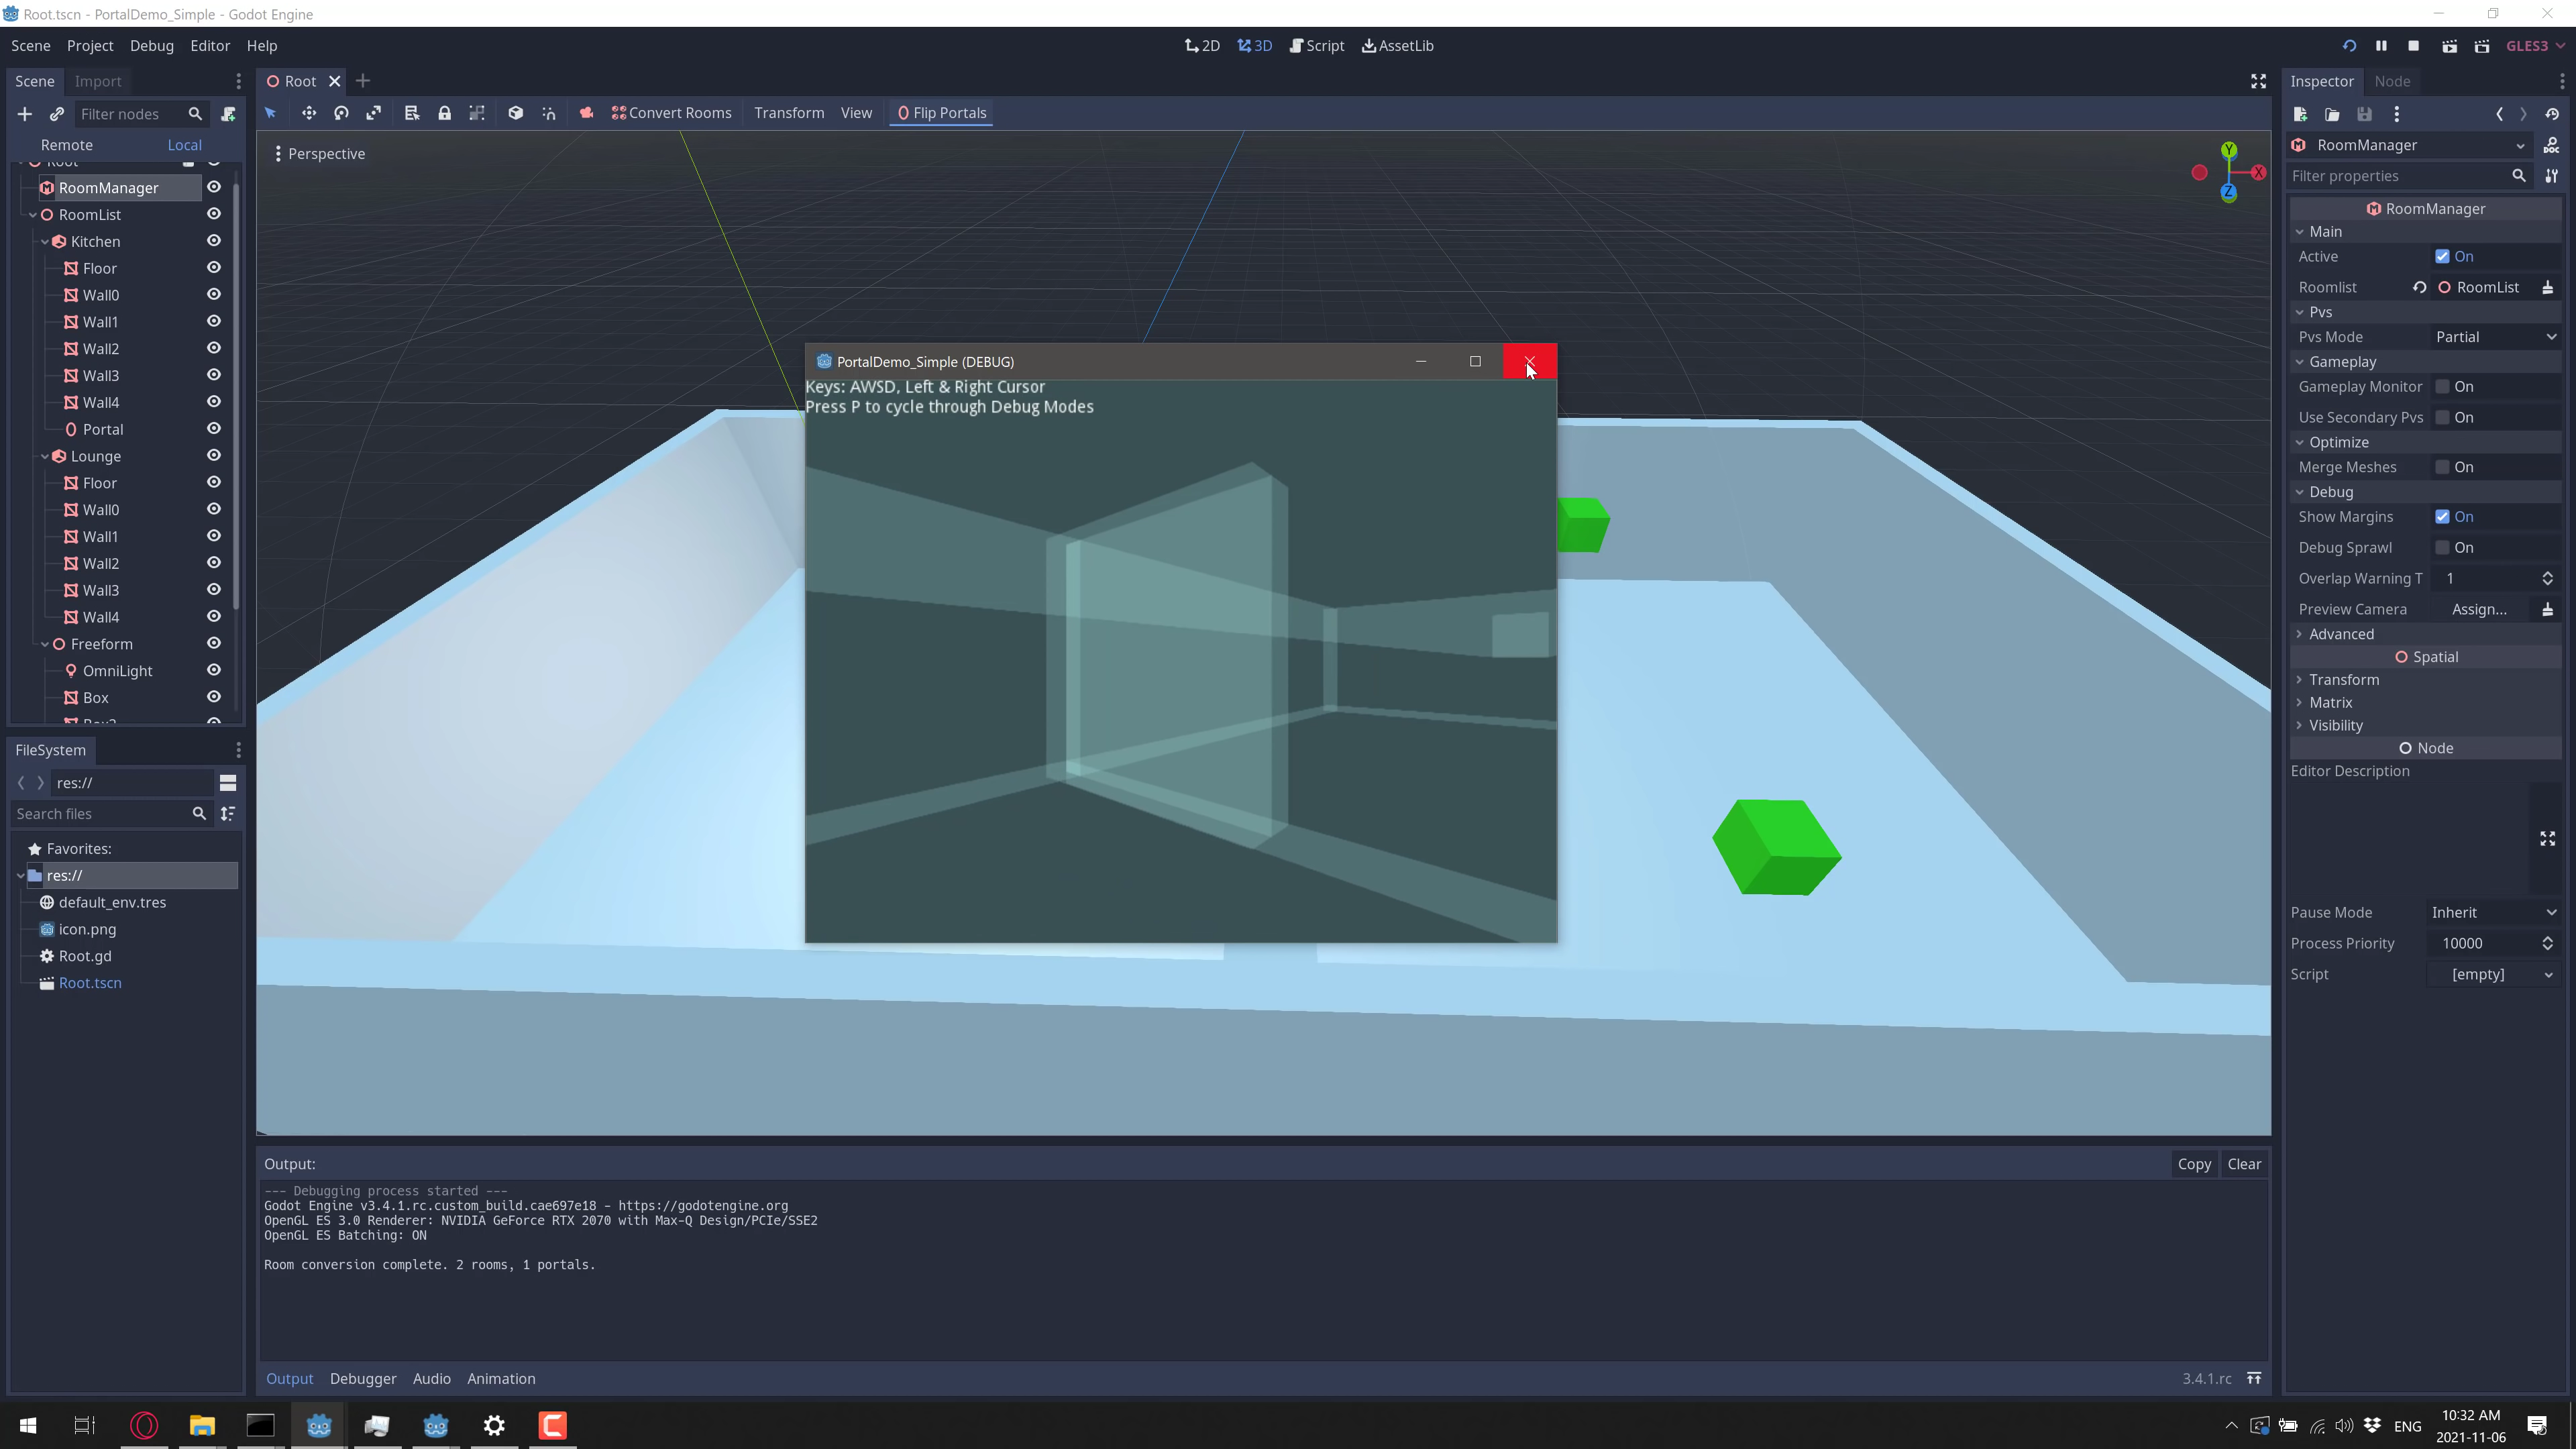 Root.tscn - PortalDemo_Simple - Godot Engine
Scene Project Debug Editor Help
2D 3D Script AssetLib
GLES3
Scene Import
Filter nodes
Remote Local
Root
RoomManager
RoomList
Kitchen
Floor
Wall0
Wall1
Wall2
Wall3
Wall4
Portal
Lounge
Floor
Wall0
Wall1
Wall2
Wall3
Wall4
Freeform
OmniLight
Box
Box2
FileSystem
res://
Search files
Favorites:
res://
default_env.tres
icon.png
Root.gd
Root.tscn
Root
Convert Rooms Transform View Flip Portals
Perspective
Y
X
Z
PortalDemo_Simple (DEBUG)
Keys: AWSD, Left & Right Cursor
Press P to cycle through Debug Modes
Output:
Copy Clear
--- Debugging process started ---
Godot Engine v3.4.1.rc.custom_build.cae697e18 - https://godotengine.org
OpenGL ES 3.0 Renderer: NVIDIA GeForce RTX 2070 with Max-Q Design/PCIe/SSE2
OpenGL ES Batching: ON
Room conversion complete. 2 rooms, 1 portals.
Output Debugger Audio Animation
3.4.1.rc
Inspector Node
RoomManager
DOC
Filter properties
RoomManager
Main
Active On
Roomlist RoomList
Pvs
Pvs Mode Partial
Gameplay
Gameplay Monitor On
Use Secondary Pvs On
Optimize
Merge Meshes On
Debug
Show Margins On
Debug Sprawl On
Overlap Warning T 1
Preview Camera Assign...
Advanced
Spatial
Transform
Matrix
Visibility
Node
Editor Description
Pause Mode Inherit
Process Priority 10000
Script [empty]
ENG
10:32 AM
2021-11-06